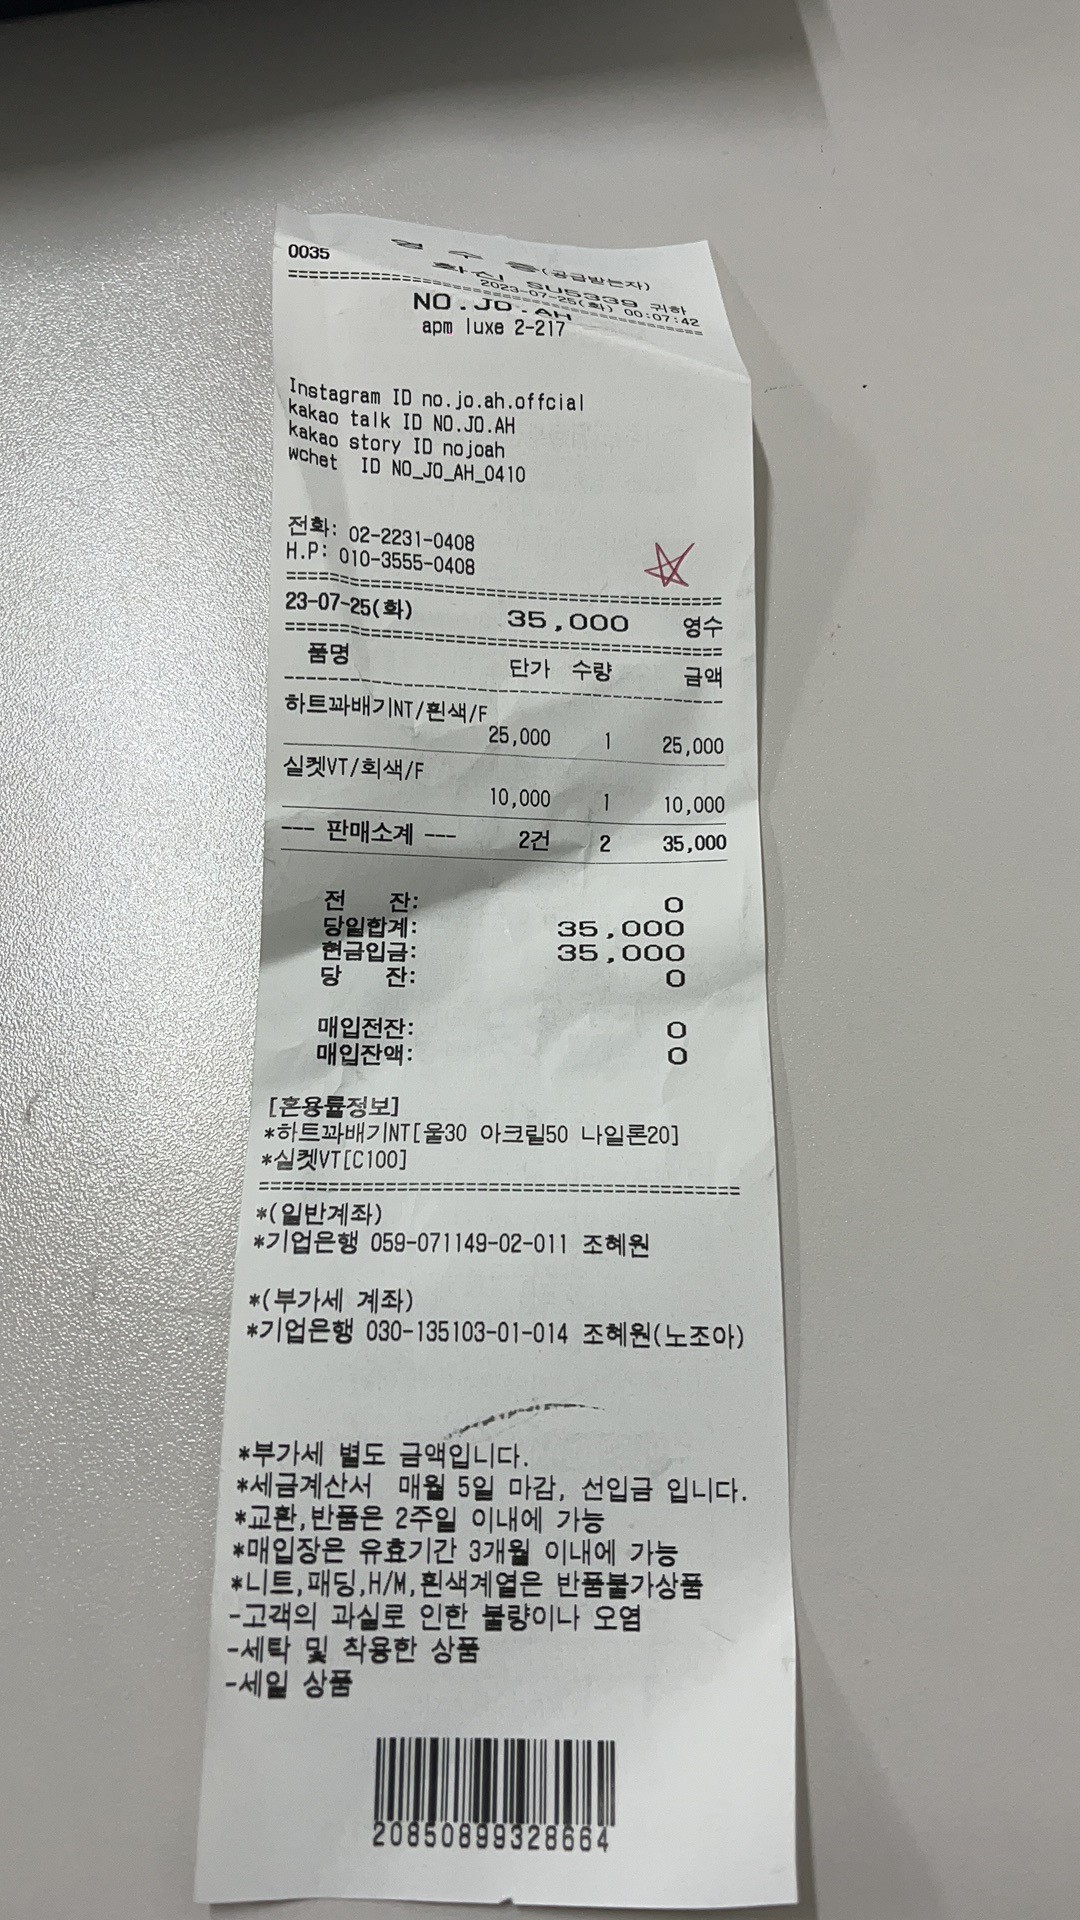 0035
영 수 증(공급받는자)
화신 SU5339 귀하
2023-07-25(화) 00:07:42
========================================
NO.JO.AH
apm luxe 2-217
Instagram ID no.jo.ah.offcial
kakao talk ID NO.JO.AH
kakao story ID nojoah
wchet ID NO_JO_AH_0410
전화: 02-2231-0408
H.P: 010-3555-0408
========================================
23-07-25(화) 35,000 영수
========================================
품명 단가 수량 금액
----------------------------------------
하트꽈배기NT/흰색/F
25,000 1 25,000
실켓VT/회색/F
10,000 1 10,000
--- 판매소계 --- 2건 2 35,000
전 잔: 0
당일합계: 35,000
현금입금: 35,000
당 잔: 0
매입전잔: 0
매입잔액: 0
[혼용률정보]
*하트꽈배기NT[울30 아크릴50 나일론20]
*실켓VT[C100]
========================================
*(일반계좌)
*기업은행 059-071149-02-011 조혜원
*(부가세 계좌)
*기업은행 030-135103-01-014 조혜원(노조아)
*부가세 별도 금액입니다.
*세금계산서 매월 5일 마감, 선입금 입니다.
*교환,반품은 2주일 이내에 가능
*매입장은 유효기간 3개월 이내에 가능
*니트,패딩,H/M,흰색계열은 반품불가상품
-고객의 과실로 인한 불량이나 오염
-세탁 및 착용한 상품
-세일 상품
20850899328664